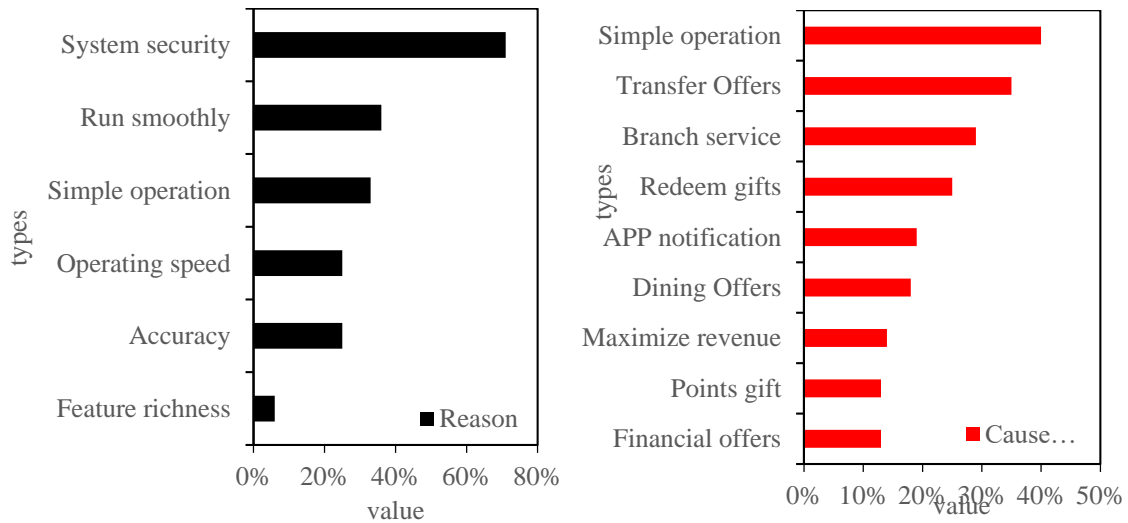 System security
Run smoothly
Simple operation
Operating speed
Accuracy
Feature richness
types
Reason
0% 20% 40% 60% 80%
value
Simple operation
Transfer Offers
Branch service
Redeem gifts
APP notification
Dining Offers
Maximize revenue
Points gift
Financial offers
types
Cause…
0% 10% 20% 30% 40% 50%
value